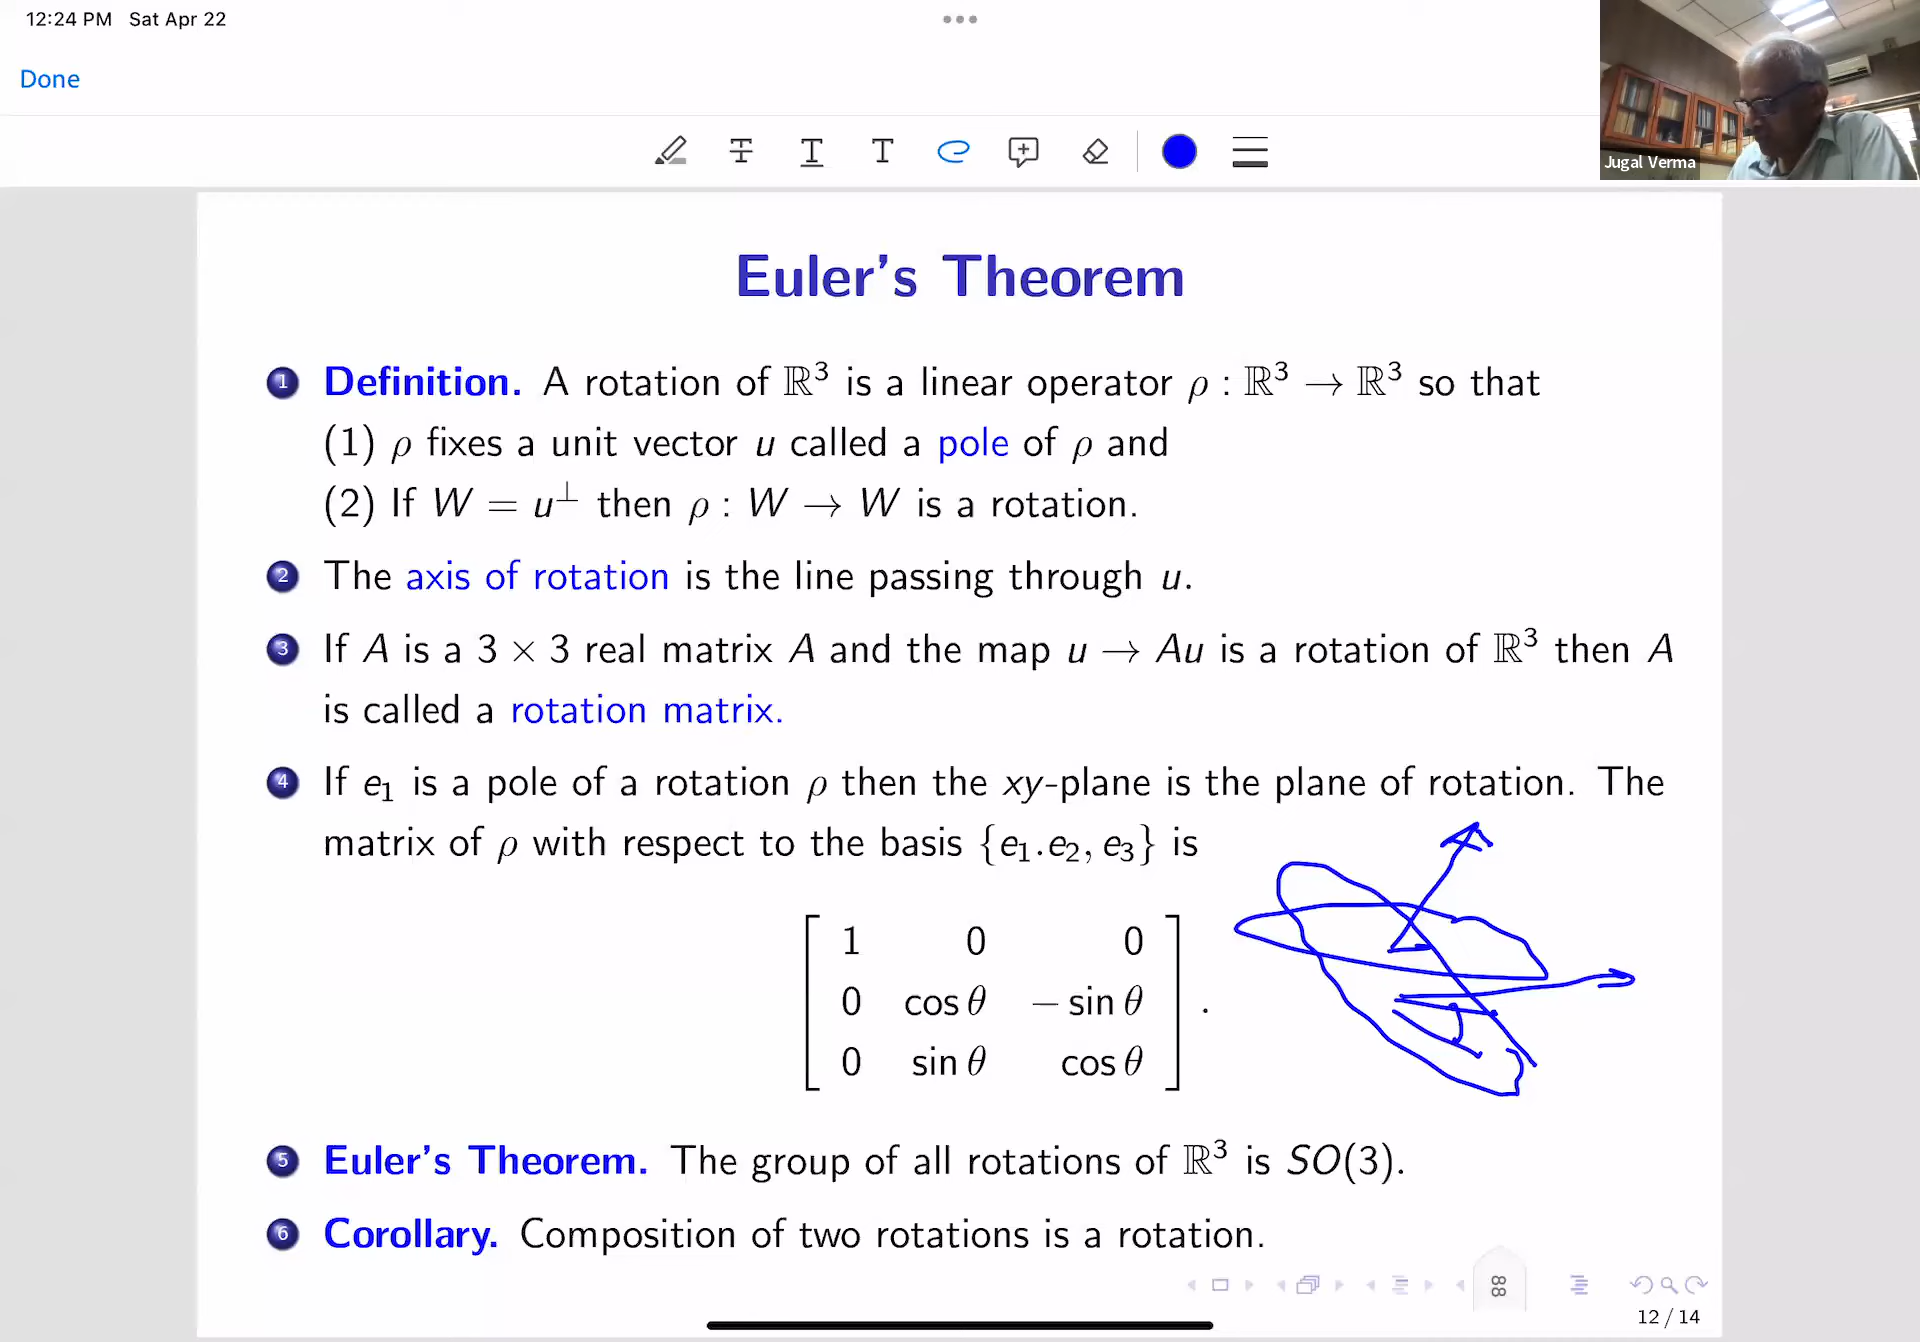 12:24 PM Sat Apr 22
Done
Jugal Verma
Euler's Theorem
1 Definition. A rotation of ℝ³ is a linear operator ρ : ℝ³ → ℝ³ so that
(1) ρ fixes a unit vector u called a pole of ρ and
(2) If W = u⊥ then ρ : W → W is a rotation.
2 The axis of rotation is the line passing through u.
3 If A is a 3 × 3 real matrix A and the map u → Au is a rotation of ℝ³ then A
is called a rotation matrix.
4 If e₁ is a pole of a rotation ρ then the xy-plane is the plane of rotation. The
matrix of ρ with respect to the basis {e₁.e₂, e₃} is
1 0 0
0 cos θ − sin θ
0 sin θ cos θ
.
5 Euler's Theorem. The group of all rotations of ℝ³ is SO(3).
6 Corollary. Composition of two rotations is a rotation.
12 / 14